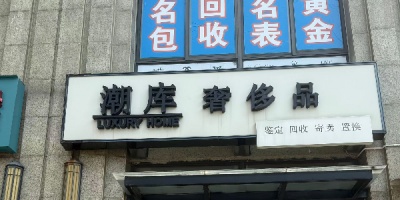 名包 回收 名表 黄金
潮库 奢侈品
LUXURY HOME
鉴定 回收 寄卖 置换